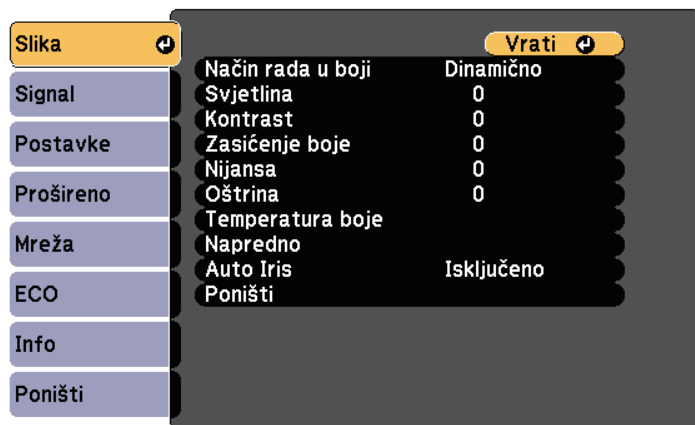 Slika
Signal
Postavke
Prošireno
Mreža
ECO
Info
Poništi
Vrati
Način rada u boji Dinamično
Svjetlina 0
Kontrast 0
Zasićenje boje 0
Nijansa 0
Oštrina 0
Temperatura boje
Napredno
Auto Iris Isključeno
Poništi